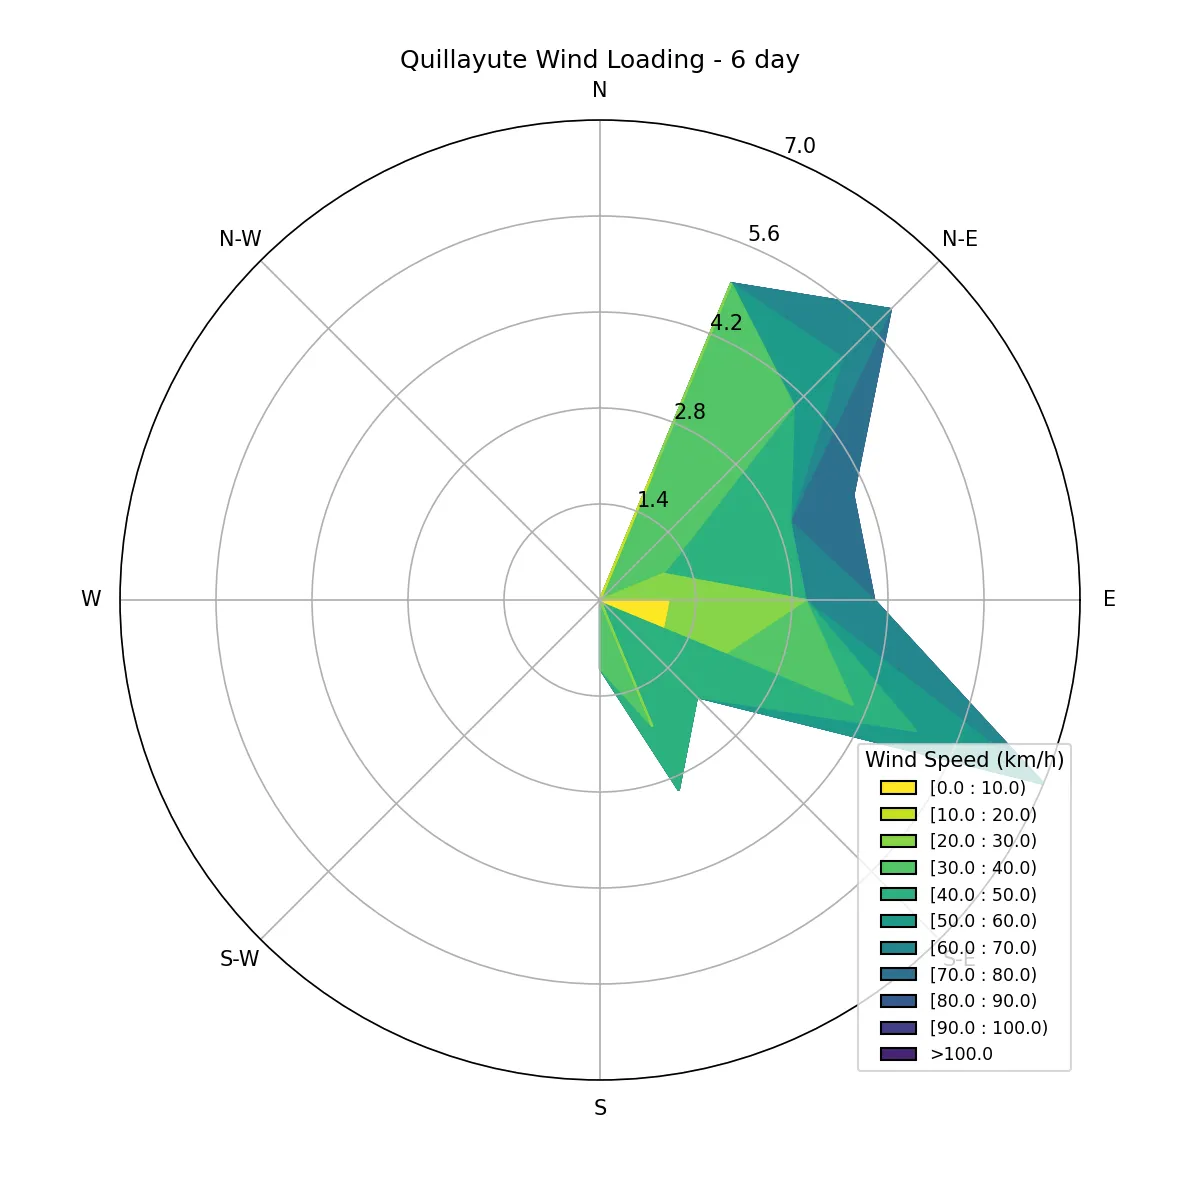 Quillayute Wind Loading - 6 day
N
7.0
N-W
5.6
N-E
4.2
2.8
1.4
W
E
Wind Speed (km/h)
[0.0 : 10.0)
[10.0 : 20.0)
[20.0 : 30.0)
[30.0 : 40.0)
[40.0 : 50.0)
[50.0 : 60.0)
[60.0 : 70.0)
S-W
S-E
[70.0 : 80.0)
[80.0 : 90.0)
[90.0 : 100.0)
>100.0
S